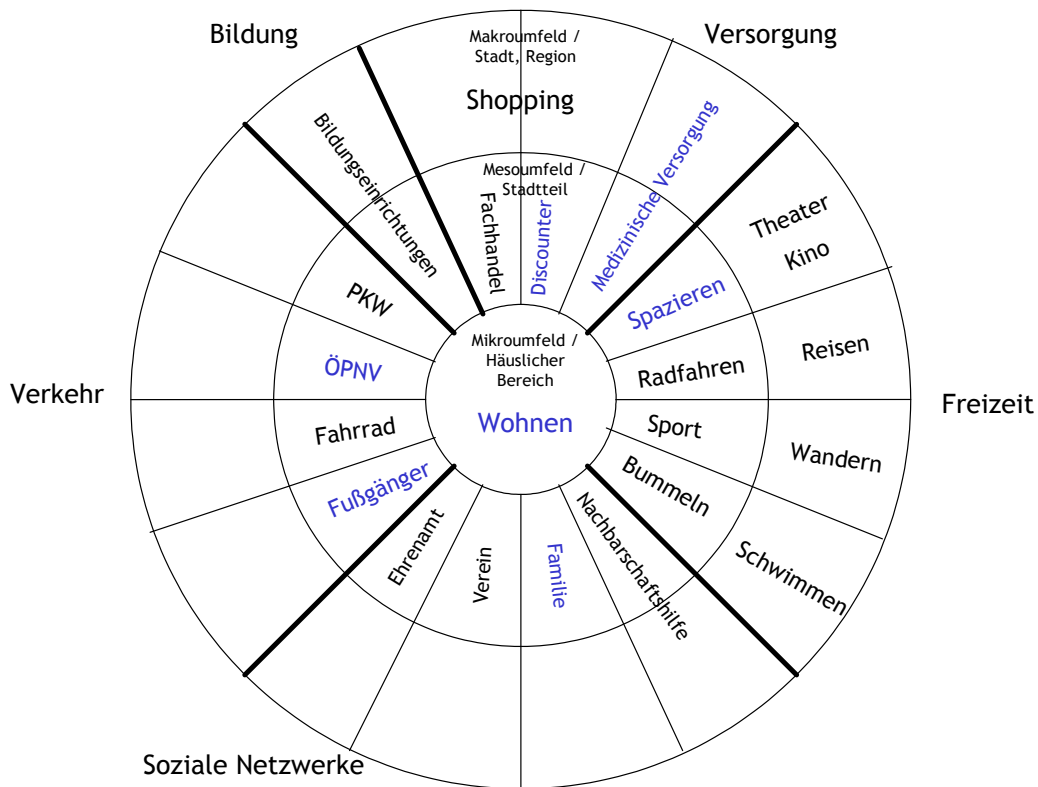 Bildung
Makroumfeld /
Stadt, Region
Versorgung
Shopping
Bildungseinrichtungen
Mesoumfeld /
Stadtteil
Fachhandel
Discounter
Medizinische Versorgung
Theater
Kino
Spazieren
PKW
Mikroumfeld /
Häuslicher
Bereich
Radfahren
Reisen
ÖPNV
Verkehr
Wohnen
Freizeit
Fahrrad
Sport
Wandern
Fußgänger
Bummeln
Schwimmen
Ehrenamt
Verein
Familie
Nachbarschaftshilfe
Soziale Netzwerke